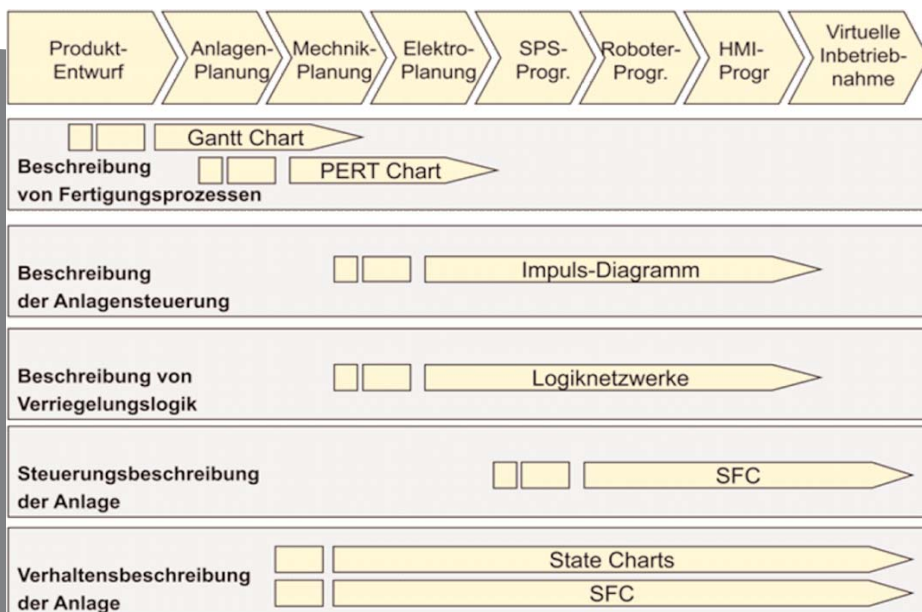 Produkt-
Entwurf
Anlagen-
Planung
Mechnik-
Planung
Elektro-
Planung
SPS-
Progr.
Roboter-
Progr.
HMI-
Progr
Virtuelle
Inbetrieb-
nahme
Gantt Chart
PERT Chart
Beschreibung
von Fertigungsprozessen
Impuls-Diagramm
Beschreibung
der Anlagensteuerung
Logiknetzwerke
Beschreibung von
Verriegelungslogik
Steuerungsbeschreibung
der Anlage
SFC
State Charts
Verhaltensbeschreibung
der Anlage
SFC